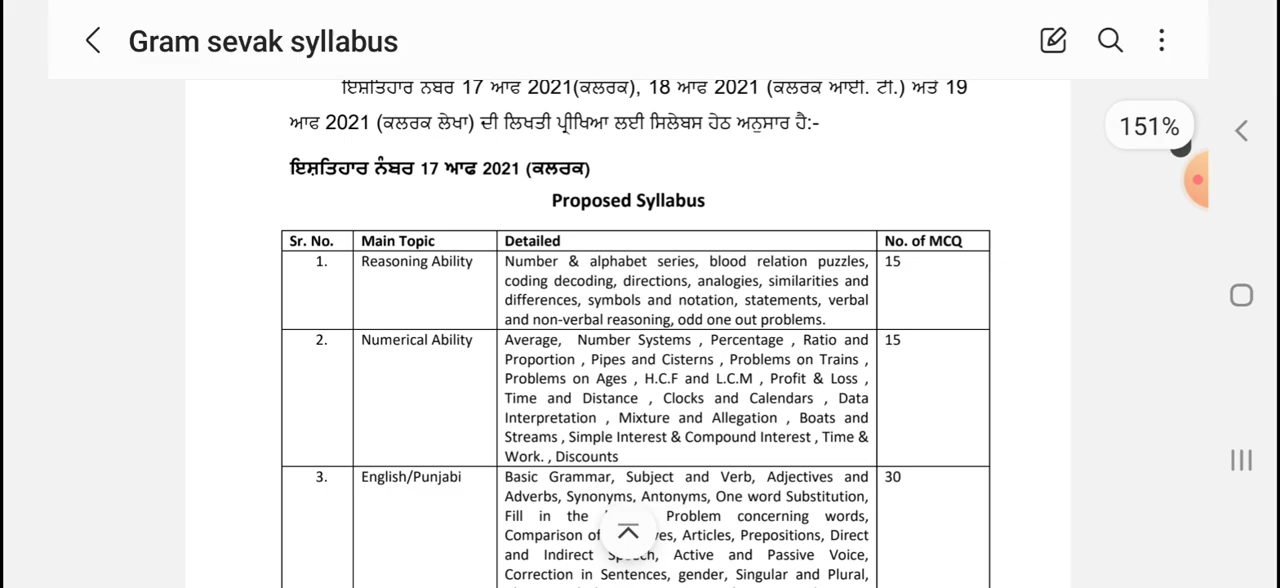 Gram sevak syllabus
ਇਸ਼ਤਿਹਾਰ ਨੰਬਰ 17 ਆਫ 2021(ਕਲਰਕ), 18 ਆਫ 2021 (ਕਲਰਕ ਆਈ. ਟੀ.) ਅਤੇ 19
ਆਫ 2021 (ਕਲਰਕ ਲੇਖਾ) ਦੀ ਲਿਖਤੀ ਪ੍ਰੀਖਿਆ ਲਈ ਸਿਲੇਬਸ ਹੇਠ ਅਨੁਸਾਰ ਹੈ:-
151%
ਇਸ਼ਤਿਹਾਰ ਨੰਬਰ 17 ਆਫ 2021 (ਕਲਰਕ)
Proposed Syllabus
Sr. No. Main Topic Detailed No. of MCQ
1. Reasoning Ability Number & alphabet series, blood relation puzzles, 15
coding decoding, directions, analogies, similarities and
differences, symbols and notation, statements, verbal
and non-verbal reasoning, odd one out problems.
2. Numerical Ability Average, Number Systems , Percentage , Ratio and 15
Proportion , Pipes and Cisterns , Problems on Trains ,
Problems on Ages , H.C.F and L.C.M , Profit & Loss ,
Time and Distance , Clocks and Calendars , Data
Interpretation , Mixture and Allegation , Boats and
Streams , Simple Interest & Compound Interest , Time &
Work. , Discounts
3. English/Punjabi Basic Grammar, Subject and Verb, Adjectives and 30
Adverbs, Synonyms, Antonyms, One word Substitution,
Fill in the Problem concerning words,
Comparison of Articles, Prepositions, Direct
and Indirect Speech, Active and Passive Voice,
Correction in Sentences, gender, Singular and Plural,